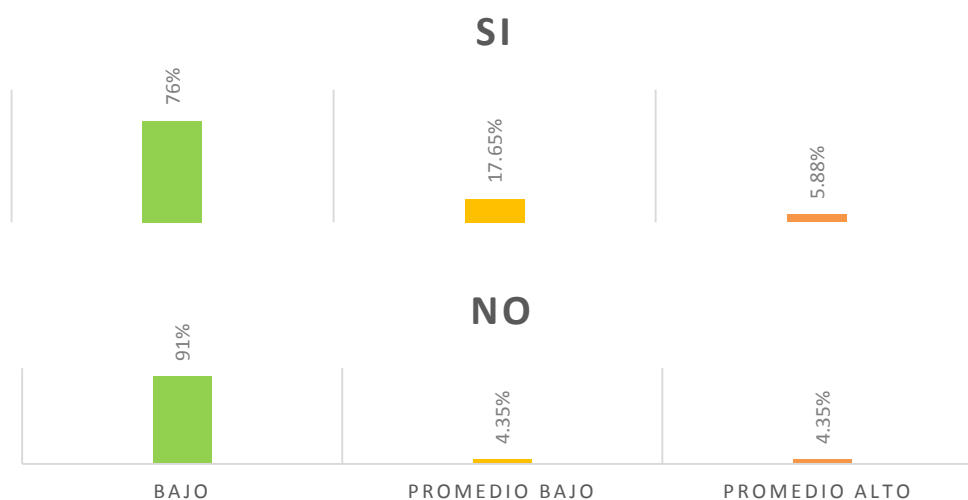 SI
76%
17.65%
5.88%
NO
91%
4.35%
4.35%
BAJO
PROMEDIO BAJO
PROMEDIO ALTO